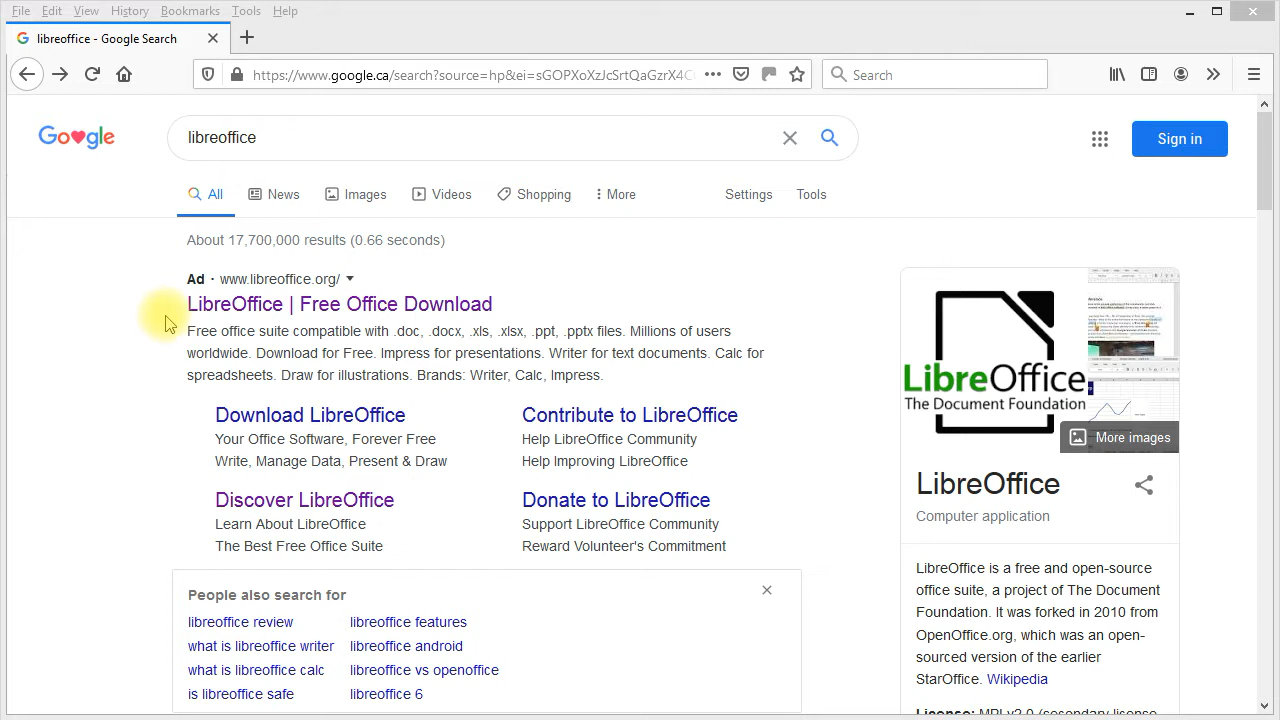 File Edit View History Bookmarks Tools Help
libreoffice - Google Search
https://www.google.ca/search?source=hp&ei=sGOPXoXzJcSrtQaGzrX4C
Search
Google
libreoffice
Sign in
All News Images Videos Shopping More Settings Tools
About 17,700,000 results (0.66 seconds)
Ad · www.libreoffice.org/
LibreOffice | Free Office Download
Free office suite compatible with .doc, .docx, .xls, .xlsx, .ppt, .pptx files. Millions of users
worldwide. Download for Free. Impress for presentations. Writer for text documents. Calc for
spreadsheets. Draw for illustrations. Types: Writer, Calc, Impress.
Download LibreOffice
Your Office Software, Forever Free
Write, Manage Data, Present & Draw
Contribute to LibreOffice
Help LibreOffice Community
Help Improving LibreOffice
Discover LibreOffice
Learn About LibreOffice
The Best Free Office Suite
Donate to LibreOffice
Support LibreOffice Community
Reward Volunteer's Commitment
People also search for
libreoffice review
what is libreoffice writer
what is libreoffice calc
is libreoffice safe
libreoffice features
libreoffice android
libreoffice vs openoffice
libreoffice 6
LibreOffice
The Document Foundation
More images
LibreOffice
Computer application
LibreOffice is a free and open-source
office suite, a project of The Document
Foundation. It was forked in 2010 from
OpenOffice.org, which was an open-
sourced version of the earlier
StarOffice. Wikipedia
License: MPLv2.0 (secondary license